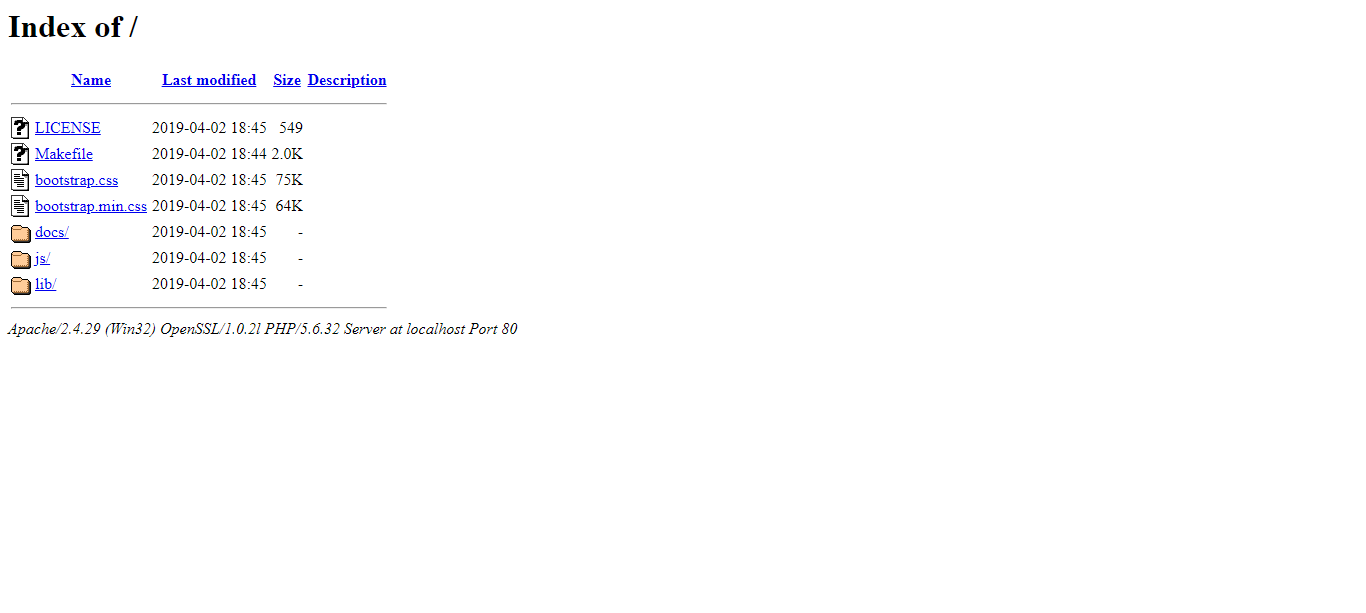 Index of /
Name Last modified Size Description
LICENSE 2019-04-02 18:45 549
Makefile 2019-04-02 18:44 2.0K
bootstrap.css 2019-04-02 18:45 75K
bootstrap.min.css 2019-04-02 18:45 64K
docs/ 2019-04-02 18:45 -
js/ 2019-04-02 18:45 -
lib/ 2019-04-02 18:45 -
Apache/2.4.29 (Win32) OpenSSL/1.0.2l PHP/5.6.32 Server at localhost Port 80